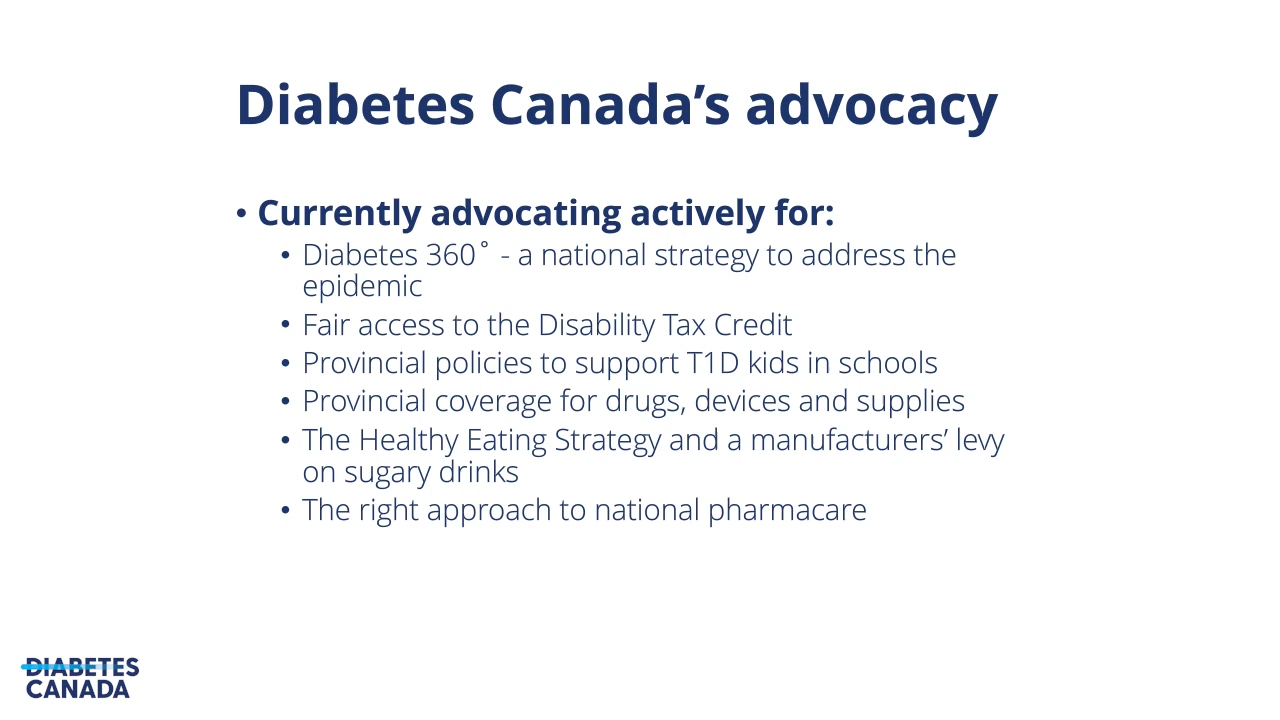 Diabetes Canada’s advocacy
• Currently advocating actively for:
• Diabetes 360˚ - a national strategy to address the
epidemic
• Fair access to the Disability Tax Credit
• Provincial policies to support T1D kids in schools
• Provincial coverage for drugs, devices and supplies
• The Healthy Eating Strategy and a manufacturers’ levy
on sugary drinks
• The right approach to national pharmacare
DIABETES
CANADA